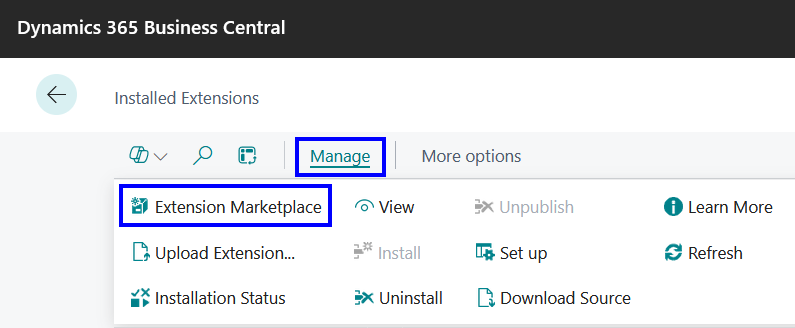 Dynamics 365 Business Central
Installed Extensions
Manage More options
Extension Marketplace View Unpublish Learn More
Upload Extension... Install Set up Refresh
Installation Status Uninstall Download Source